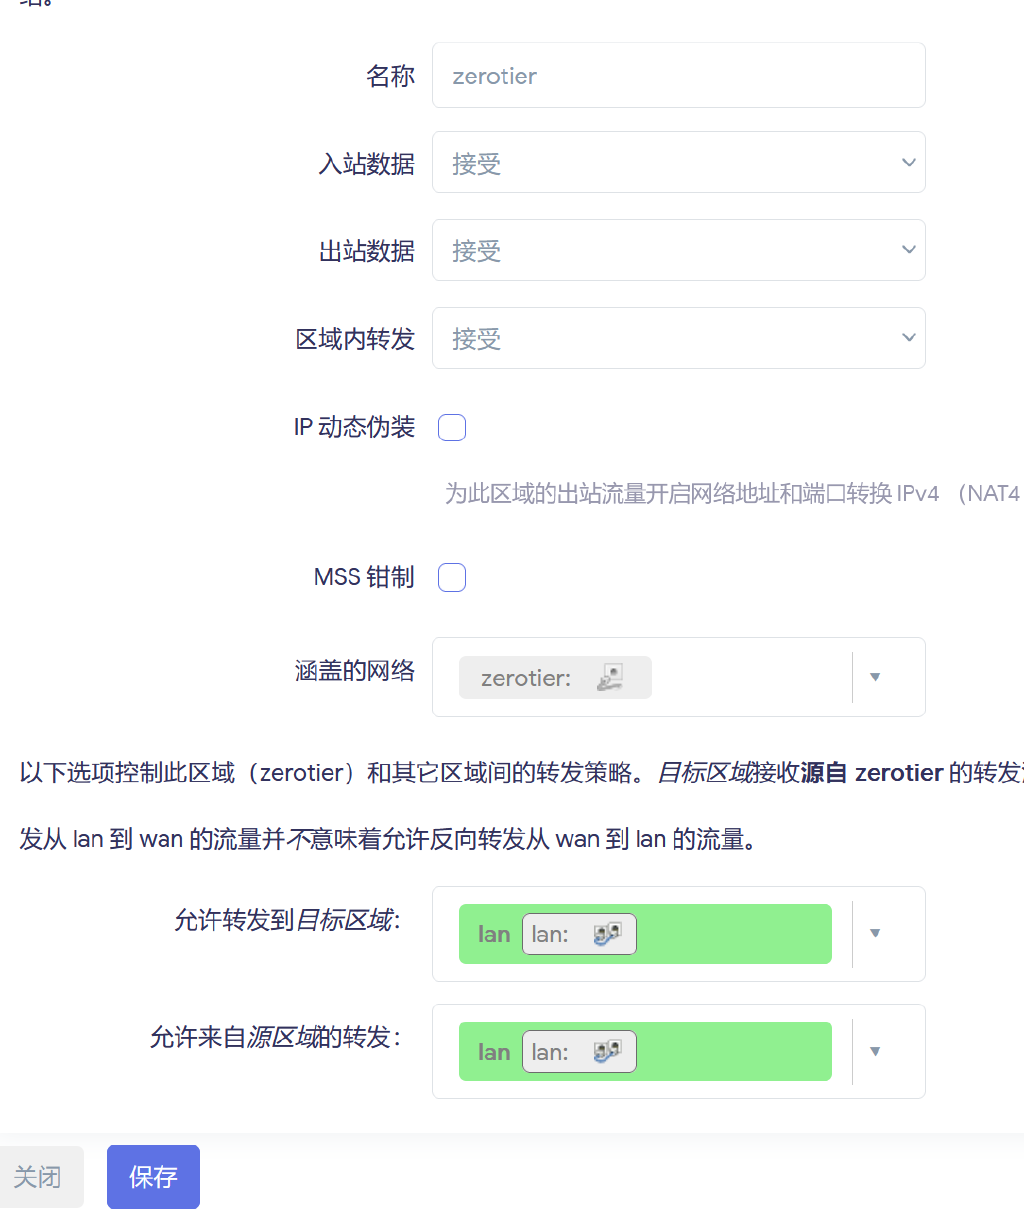 名称 zerotier
入站数据 接受
出站数据 接受
区域内转发 接受
IP 动态伪装
为此区域的出站流量开启网络地址和端口转换 IPv4 （NAT4
MSS 钳制
涵盖的网络 zerotier:
以下选项控制此区域（zerotier）和其它区域间的转发策略。目标区域接收源自 zerotier 的转发
发从 lan 到 wan 的流量并不意味着允许反向转发从 wan 到 lan 的流量。
允许转发到目标区域： lan lan:
允许来自源区域的转发： lan lan:
关闭 保存